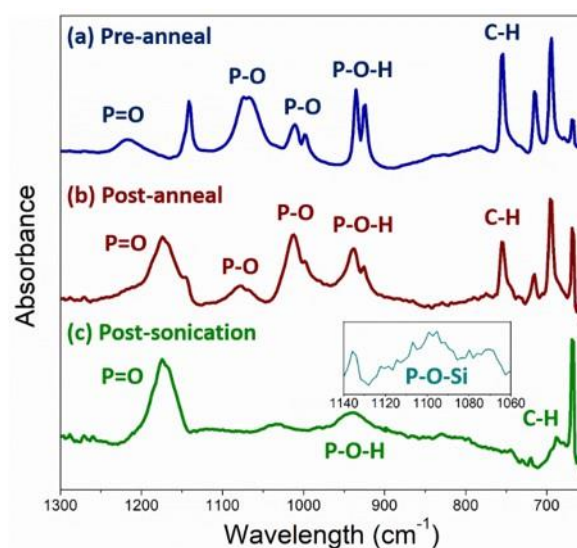 (a) Pre-anneal
C-H
P-O
P-O-H
P-O
P=O
(b) Post-anneal
P-O
C-H
P=O
P-O-H
P-O
(c) Post-sonication
P=O
P-O-Si
1140 1120 1100 1080 1060
C-H
P-O-H
1300 1200 1100 1000 900 800 700
Wavelength (cm⁻¹)
Absorbance